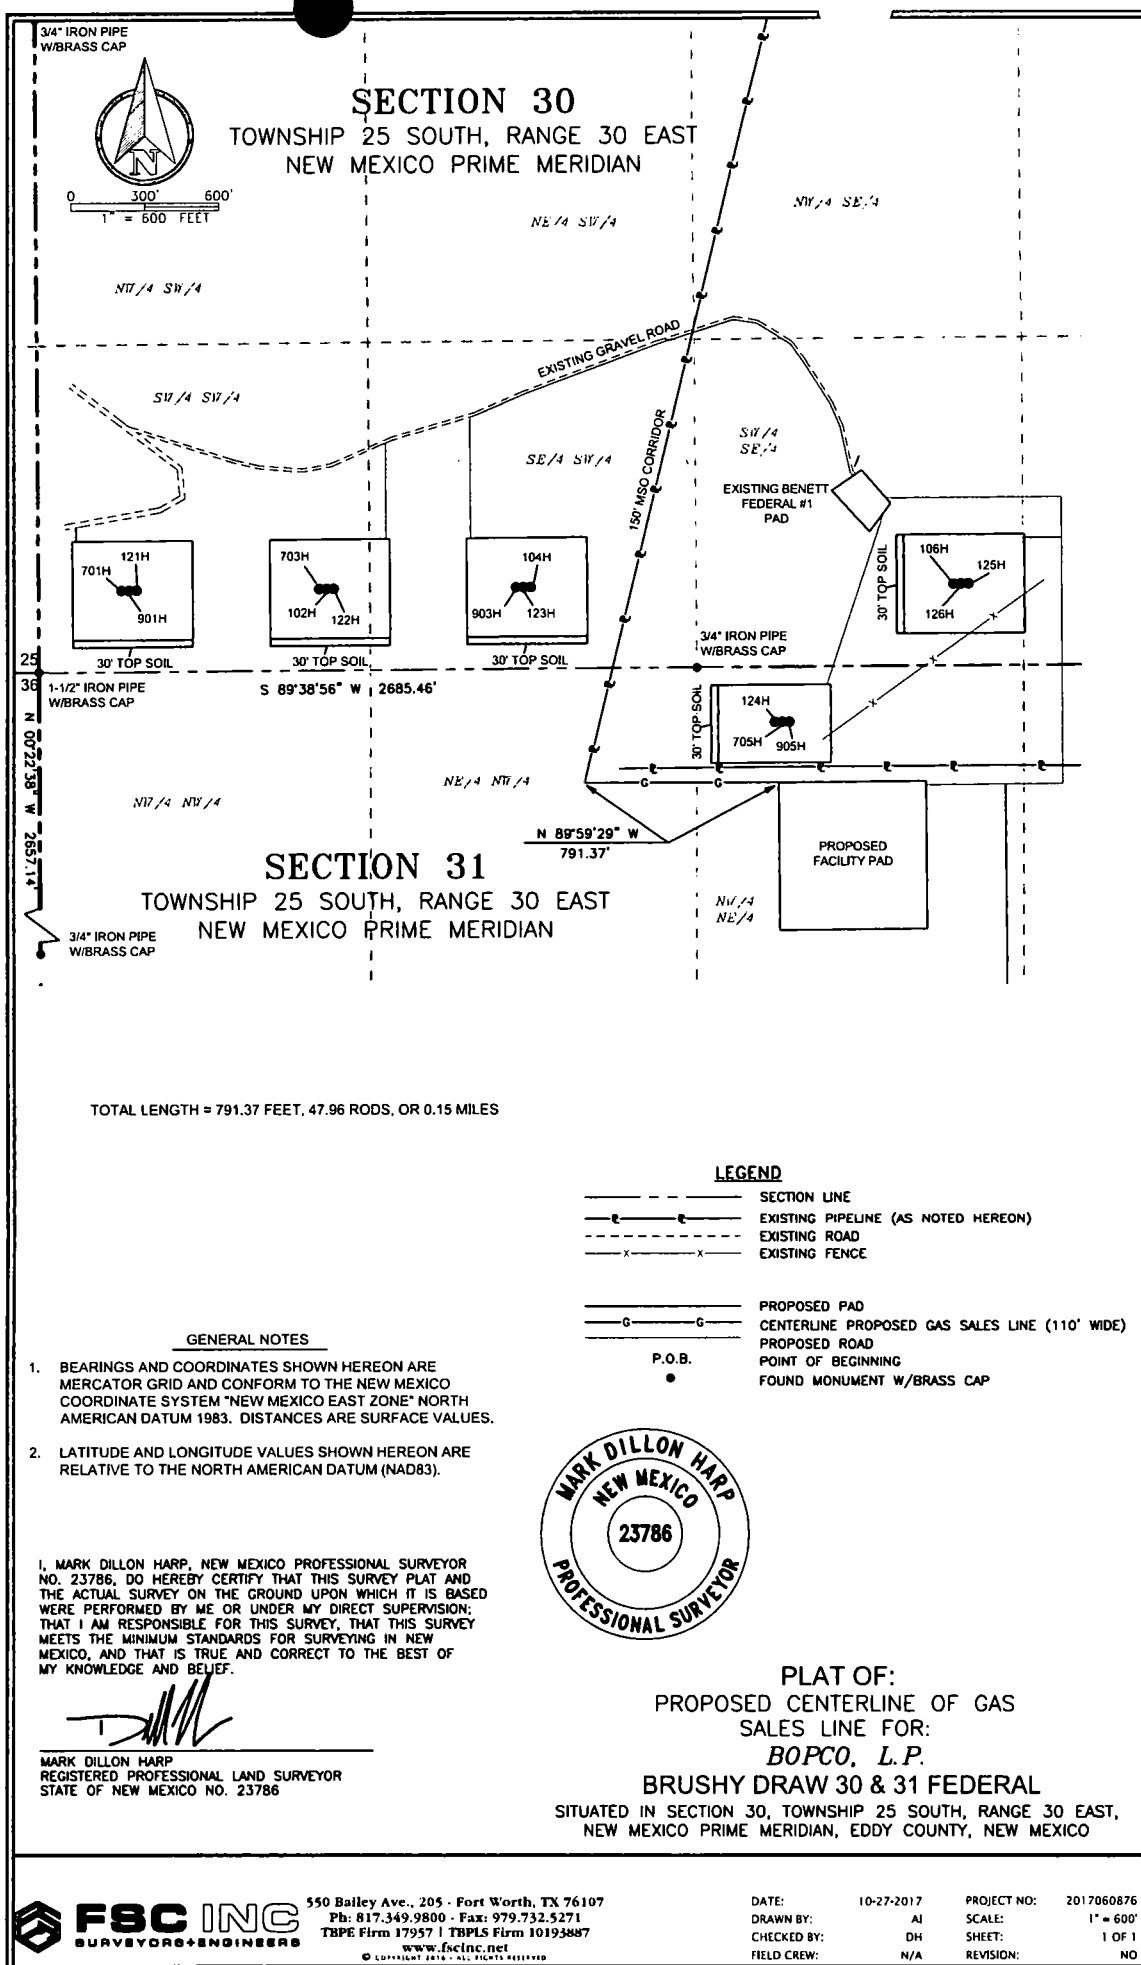 3/4" IRON PIPE
W/BRASS CAP
N
0 300' 600'
1" = 600 FEET
SECTION 30
TOWNSHIP 25 SOUTH, RANGE 30 EAST
NEW MEXICO PRIME MERIDIAN
NE/4 SW/4
NW/4 SE/4
NW/4 SW/4
EXISTING GRAVEL ROAD
SW/4 SW/4
SE/4 SW/4
150' MSO CORRIDOR
SW/4
SE/4
EXISTING BENETT
FEDERAL #1
PAD
121H
701H
901H
30' TOP SOIL
703H
102H
122H
30' TOP SOIL
104H
903H
123H
30' TOP SOIL
106H
125H
126H
30' TOP SOIL
3/4" IRON PIPE
W/BRASS CAP
25
36
1-1/2" IRON PIPE
W/BRASS CAP
S 89°38'56" W 2685.46'
N 00°22'38" W 2657.14'
30' TOP SOIL
124H
705H
905H
NW/4 NW/4
NE/4 NW/4
G G
N 89°59'29" W
791.37'
PROPOSED
FACILITY PAD
NW/4
NE/4
SECTION 31
TOWNSHIP 25 SOUTH, RANGE 30 EAST
NEW MEXICO PRIME MERIDIAN
3/4" IRON PIPE
W/BRASS CAP
TOTAL LENGTH = 791.37 FEET, 47.96 RODS, OR 0.15 MILES
LEGEND
SECTION LINE
EXISTING PIPELINE (AS NOTED HEREON)
EXISTING ROAD
EXISTING FENCE
PROPOSED PAD
G G CENTERLINE PROPOSED GAS SALES LINE (110' WIDE)
PROPOSED ROAD
P.O.B. POINT OF BEGINNING
FOUND MONUMENT W/BRASS CAP
GENERAL NOTES
1. BEARINGS AND COORDINATES SHOWN HEREON ARE
MERCATOR GRID AND CONFORM TO THE NEW MEXICO
COORDINATE SYSTEM "NEW MEXICO EAST ZONE" NORTH
AMERICAN DATUM 1983. DISTANCES ARE SURFACE VALUES.
2. LATITUDE AND LONGITUDE VALUES SHOWN HEREON ARE
RELATIVE TO THE NORTH AMERICAN DATUM (NAD83).
MARK DILLON HARP
NEW MEXICO
23786
PROFESSIONAL SURVEYOR
I, MARK DILLON HARP, NEW MEXICO PROFESSIONAL SURVEYOR
NO. 23786, DO HEREBY CERTIFY THAT THIS SURVEY PLAT AND
THE ACTUAL SURVEY ON THE GROUND UPON WHICH IT IS BASED
WERE PERFORMED BY ME OR UNDER MY DIRECT SUPERVISION;
THAT I AM RESPONSIBLE FOR THIS SURVEY, THAT THIS SURVEY
MEETS THE MINIMUM STANDARDS FOR SURVEYING IN NEW
MEXICO, AND THAT IS TRUE AND CORRECT TO THE BEST OF
MY KNOWLEDGE AND BELIEF.
MARK DILLON HARP
REGISTERED PROFESSIONAL LAND SURVEYOR
STATE OF NEW MEXICO NO. 23786
PLAT OF:
PROPOSED CENTERLINE OF GAS
SALES LINE FOR:
BOPCO, L.P.
BRUSHY DRAW 30 & 31 FEDERAL
SITUATED IN SECTION 30, TOWNSHIP 25 SOUTH, RANGE 30 EAST,
NEW MEXICO PRIME MERIDIAN, EDDY COUNTY, NEW MEXICO
FSC INC
SURVEYORS+ENGINEERS
550 Bailey Ave., 205 - Fort Worth, TX 76107
Ph: 817.349.9800 - Fax: 979.732.5271
TBPE Firm 17957 | TBPLS Firm 10193887
www.fscinc.net
© COPYRIGHT 2016 - ALL RIGHTS RESERVED
DATE: 10-27-2017 PROJECT NO: 2017060876
DRAWN BY: AI SCALE: 1" = 600'
CHECKED BY: DH SHEET: 1 OF 1
FIELD CREW: N/A REVISION: NO